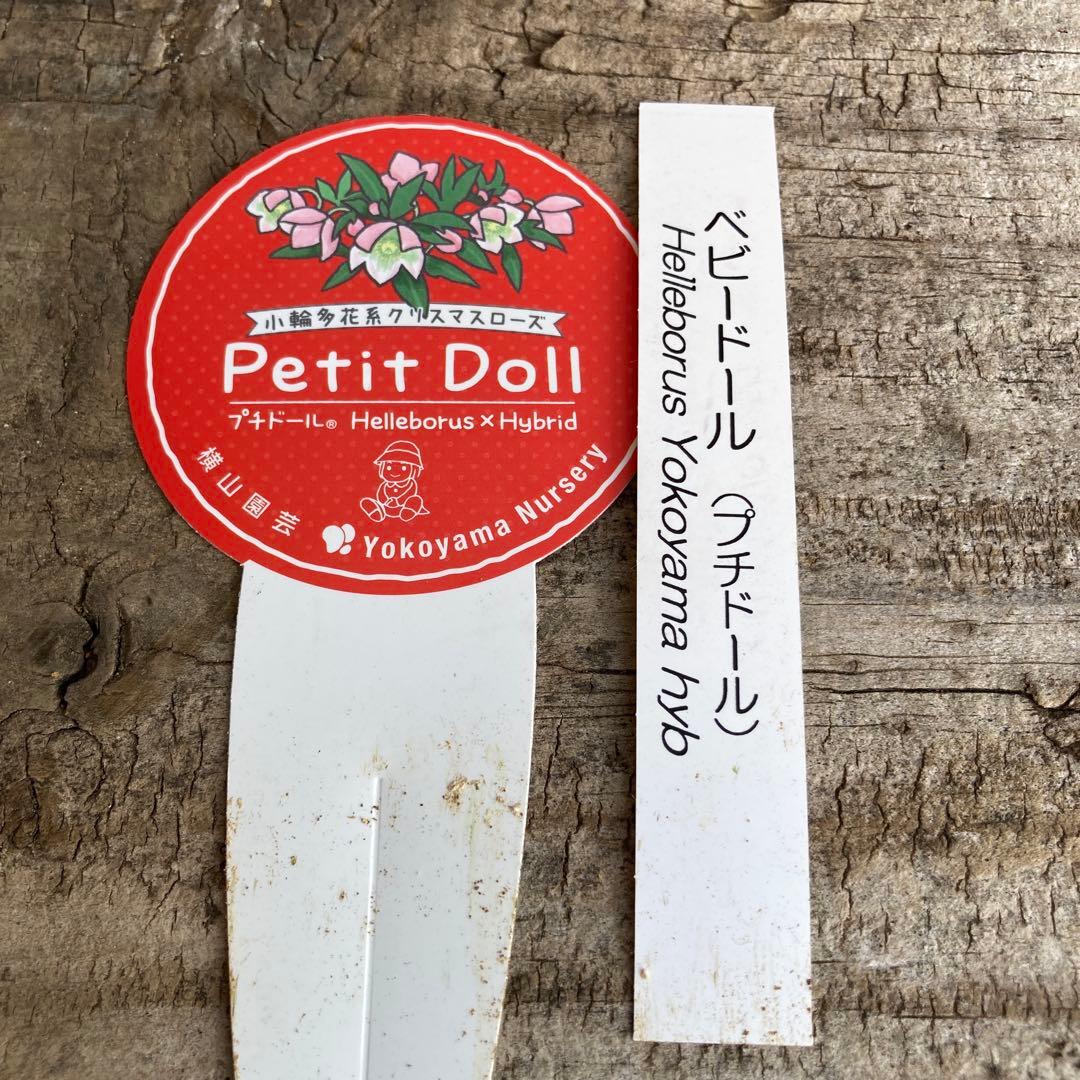 小輪多花系クリスマスローズ
Petit Doll
プチドール® Helleborus×Hybrid
横山園芸
Yokoyama Nursery
ベビードール（プチドール）
Helleborus Yokoyama hyb